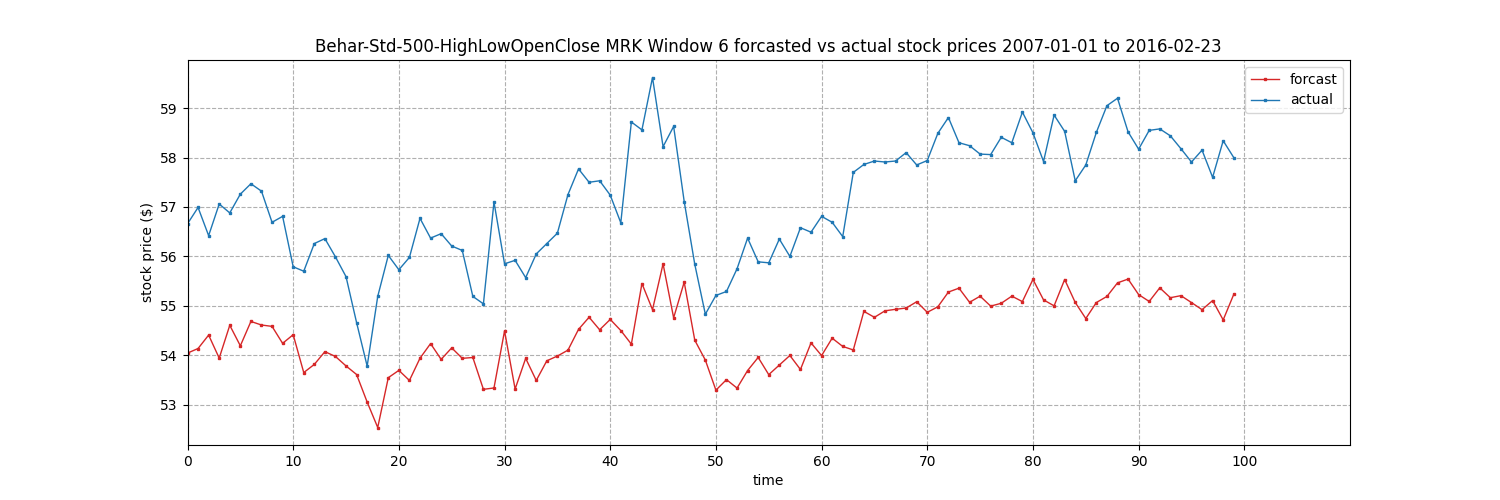 Behar-Std-500-HighLowOpenClose MRK Window 6 forcasted vs actual stock prices 2007-01-01 to 2016-02-23
forcast
actual
59
58
57
56
55
54
53
stock price ($)
0 10 20 30 40 50 60 70 80 90 100
time